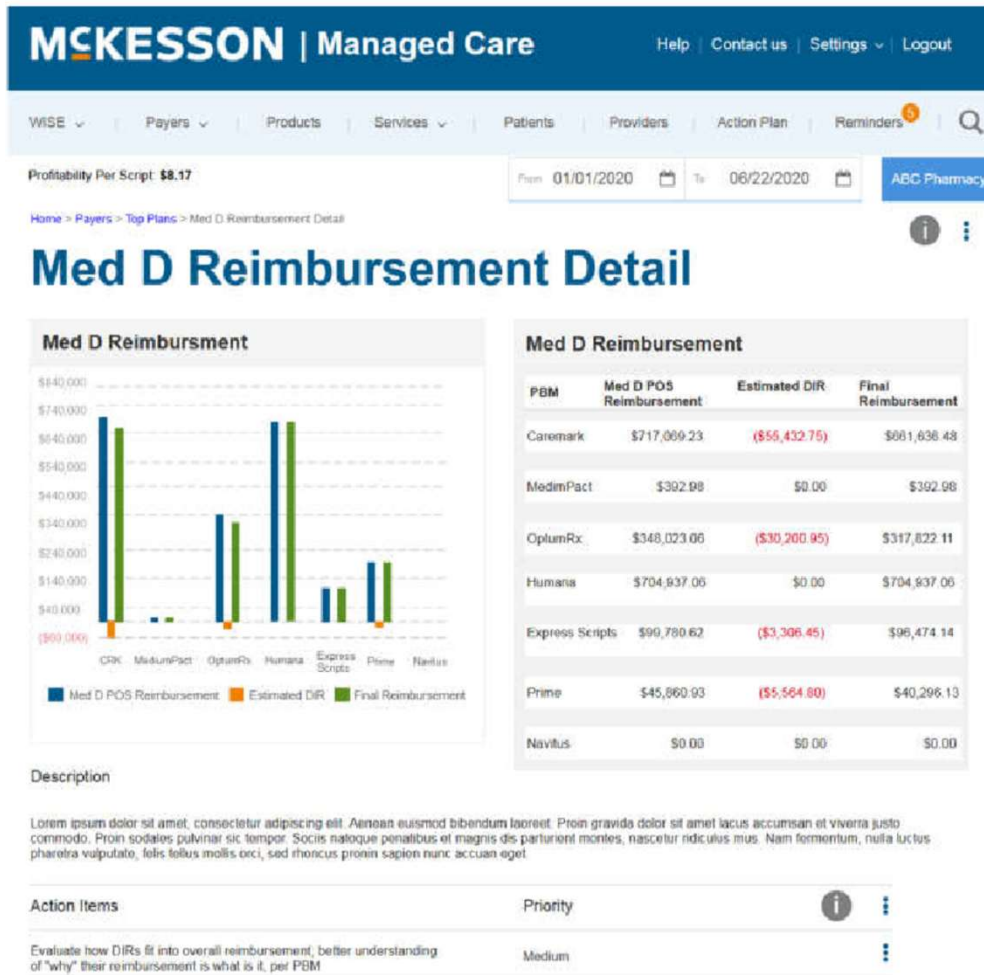 MCKESSON | Managed Care
Help | Contact us | Settings | Logout
WISE | Payers | Products | Services | Patients | Providers | Action Plan | Reminders 5
Profitability Per Script: $8.17
From 01/01/2020 To 06/22/2020
ABC Pharmacy
Home > Payers > Top Plans > Med D Reimbursement Detail
Med D Reimbursement Detail
Med D Reimbursment
$840,000
$740,000
$640,000
$540,000
$440,000
$340,000
$240,000
$140,000
$40,000
($60,000)
CRK MediumPact OptumRx Humana Express Scripts Prime Navitus
Med D POS Reimbursement Estimated DIR Final Reimbursement
Med D Reimbursement
PBM Med D POS Reimbursement Estimated DIR Final Reimbursement
Caremark $717,069.23 ($55,432.75) $661,636.48
MedimPact $392.98 $0.00 $392.98
OptumRx $348,023.06 ($30,200.95) $317,822.11
Humana $704,937.06 $0.00 $704,937.06
Express Scripts $99,780.62 ($3,306.45) $96,474.14
Prime $45,860.93 ($5,564.80) $40,296.13
Navitus $0.00 $0.00 $0.00
Description
Lorem ipsum dolor sit amet, consectetur adipiscing elit. Aenean euismod bibendum laoreet. Proin gravida dolor sit amet lacus accumsan et viverra justo
commodo. Proin sodales pulvinar sic tempor. Sociis natoque penatibus et magnis dis parturient montes, nascetur ridiculus mus. Nam fermentum, nulla luctus
pharetra vulputate, felis tellus mollis orci, sed rhoncus pronin sapien nunc accuan eget
Action Items Priority
Evaluate how DIRs fit into overall reimbursement; better understanding
of "why" their reimbursement is what is it, per PBM
Medium